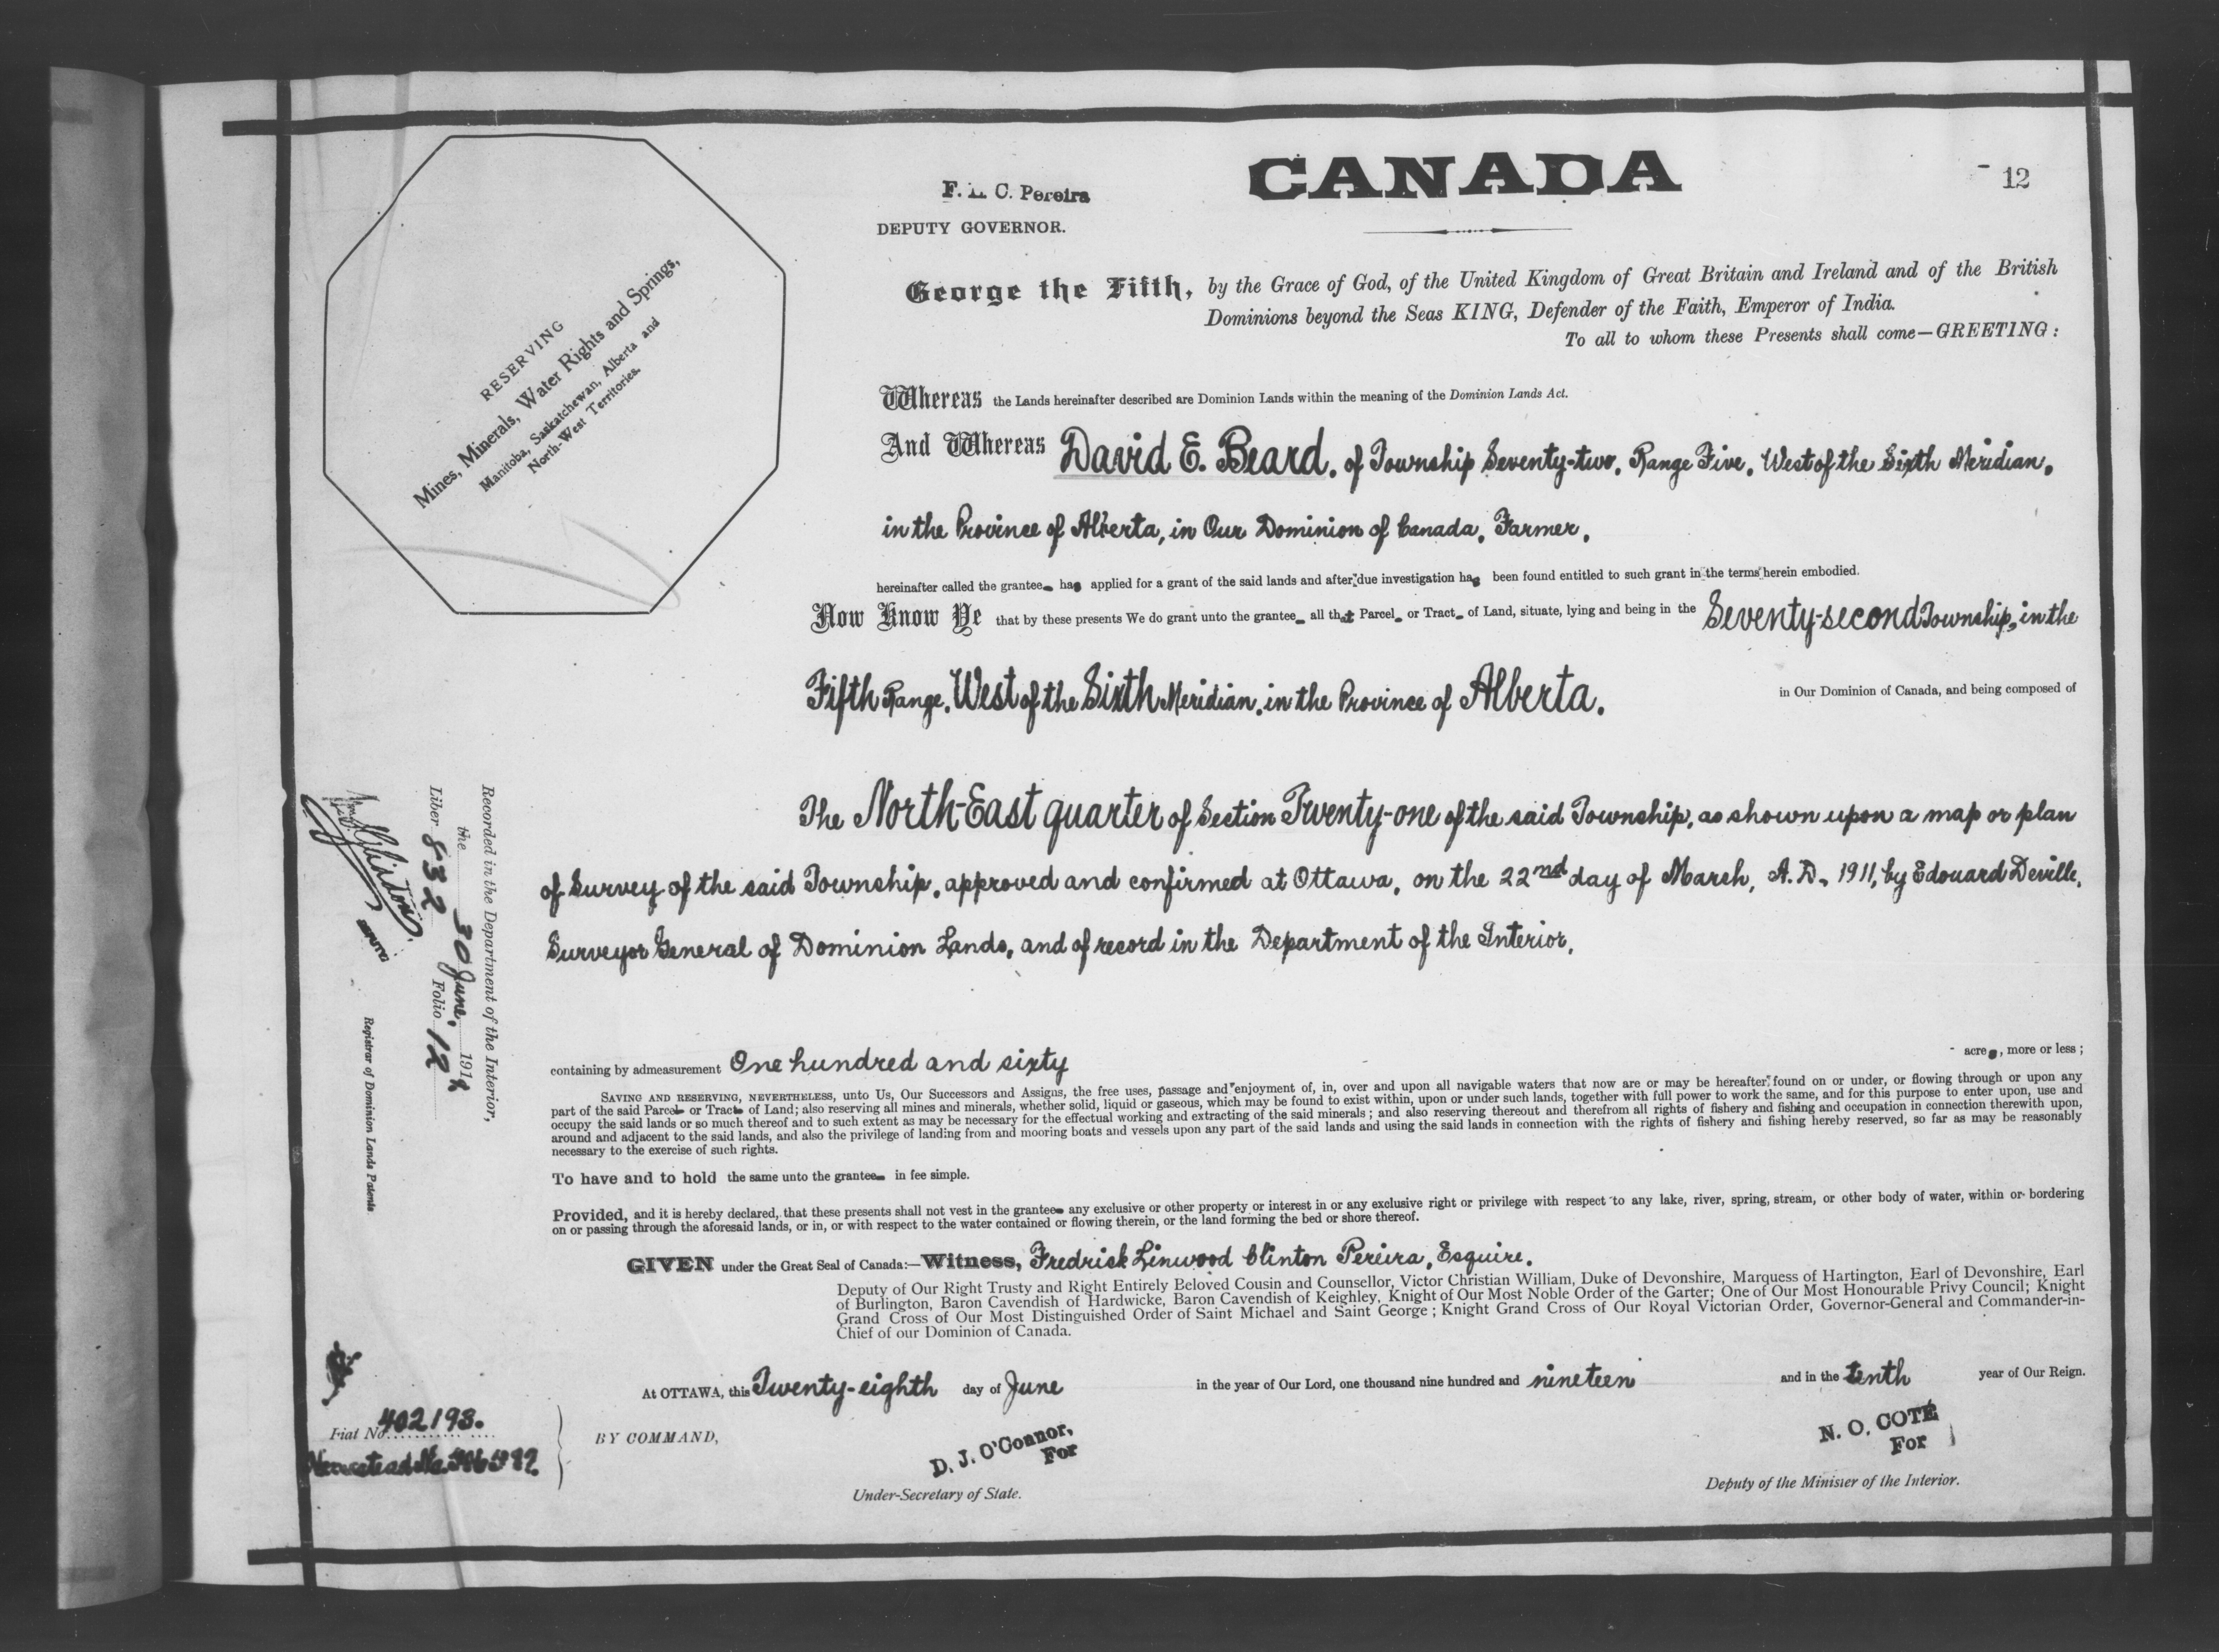 CANADA
12
F. L. C. Pereira
DEPUTY GOVERNOR.
George the Fifth, by the Grace of God, of the United Kingdom of Great Britain and Ireland and of the British
Dominions beyond the Seas KING, Defender of the Faith, Emperor of India.
To all to whom these Presents shall come—GREETING:
RESERVING
Mines, Minerals, Water Rights and Springs,
Manitoba, Saskatchewan, Alberta and
North-West Territories.
Whereas the Lands hereinafter described are Dominion Lands within the meaning of the Dominion Lands Act.
And Whereas David E. Beard, of Township Seventy-two, Range Five, West of the Sixth Meridian,
in the Province of Alberta, in Our Dominion of Canada, Farmer,
hereinafter called the grantee has applied for a grant of the said lands and after due investigation has been found entitled to such grant in the terms herein embodied.
Now Know Ye that by these presents We do grant unto the grantee all that Parcel or Tract of Land, situate, lying and being in the Seventy-second Township, in the
Fifth Range, West of the Sixth Meridian, in the Province of Alberta, in Our Dominion of Canada, and being composed of
The North-East quarter of Section Twenty-one of the said Township, as shown upon a map or plan
of Survey of the said Township, approved and confirmed at Ottawa, on the 22nd day of March, A.D. 1911, by Edouard Deville,
Surveyor General of Dominion Lands, and of record in the Department of the Interior,
containing by admeasurement One hundred and sixty acres, more or less;
SAVING AND RESERVING, NEVERTHELESS, unto Us, Our Successors and Assigns, the free uses, passage and enjoyment of, in, over and upon all navigable waters that now are or may be hereafter found on or under, or flowing through or upon any
part of the said Parcel or Tract of Land; also reserving all mines and minerals, whether solid, liquid or gaseous, which may be found to exist within, upon or under such lands, together with full power to work the same, and for this purpose to enter upon, use and
occupy the said lands or so much thereof and to such extent as may be necessary for the effectual working and extracting of the said minerals; and also reserving thereout and therefrom all rights of fishery and fishing and occupation in connection therewith upon,
around and adjacent to the said lands, and also the privilege of landing from and mooring boats and vessels upon any part of the said lands and using the said lands in connection with the rights of fishery and fishing hereby reserved, so far as may be reasonably
necessary to the exercise of such rights.
To have and to hold the same unto the grantee in fee simple.
Provided, and it is hereby declared, that these presents shall not vest in the grantee any exclusive or other property or interest in or any exclusive right or privilege with respect to any lake, river, spring, stream, or other body of water, within or bordering
on or passing through the aforesaid lands, or in, or with respect to the water contained or flowing therein, or the land forming the bed or shore thereof.
GIVEN under the Great Seal of Canada:—Witness, Fredrick Linwood Clinton Pereira, Esquire,
Deputy of Our Right Trusty and Right Entirely Beloved Cousin and Counsellor, Victor Christian William, Duke of Devonshire, Marquess of Hartington, Earl of Devonshire, Earl
of Burlington, Baron Cavendish of Hardwicke, Baron Cavendish of Keighley, Knight of Our Most Noble Order of the Garter; One of Our Most Honourable Privy Council; Knight
Grand Cross of Our Most Distinguished Order of Saint Michael and Saint George; Knight Grand Cross of Our Royal Victorian Order, Governor-General and Commander-in-
Chief of our Dominion of Canada.
At OTTAWA, this Twenty-eighth day of June in the year of Our Lord, one thousand nine hundred and nineteen and in the tenth year of Our Reign.
BY COMMAND,
D. J. O'Connor,
For
Under-Secretary of State.
N. O. COTÉ
For
Deputy of the Minister of the Interior.
Recorded in the Department of the Interior,
the 30 June, 191
Liber 832 Folio 12
DEPUTY
Registrar of Dominion Lands Patents.
Fiat No. 402198.
Homestead No.